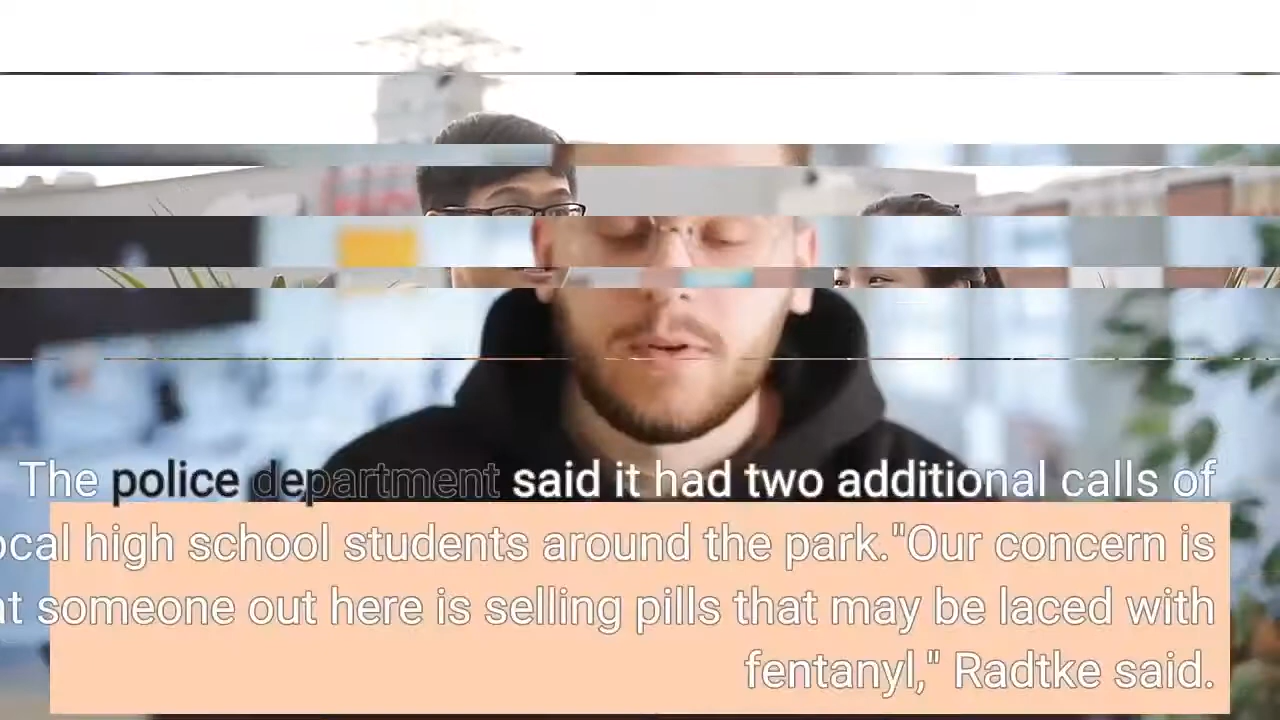 The police department said it had two additional calls of
ocal high school students around the park."Our concern is
at someone out here is selling pills that may be laced with
fentanyl," Radtke said.